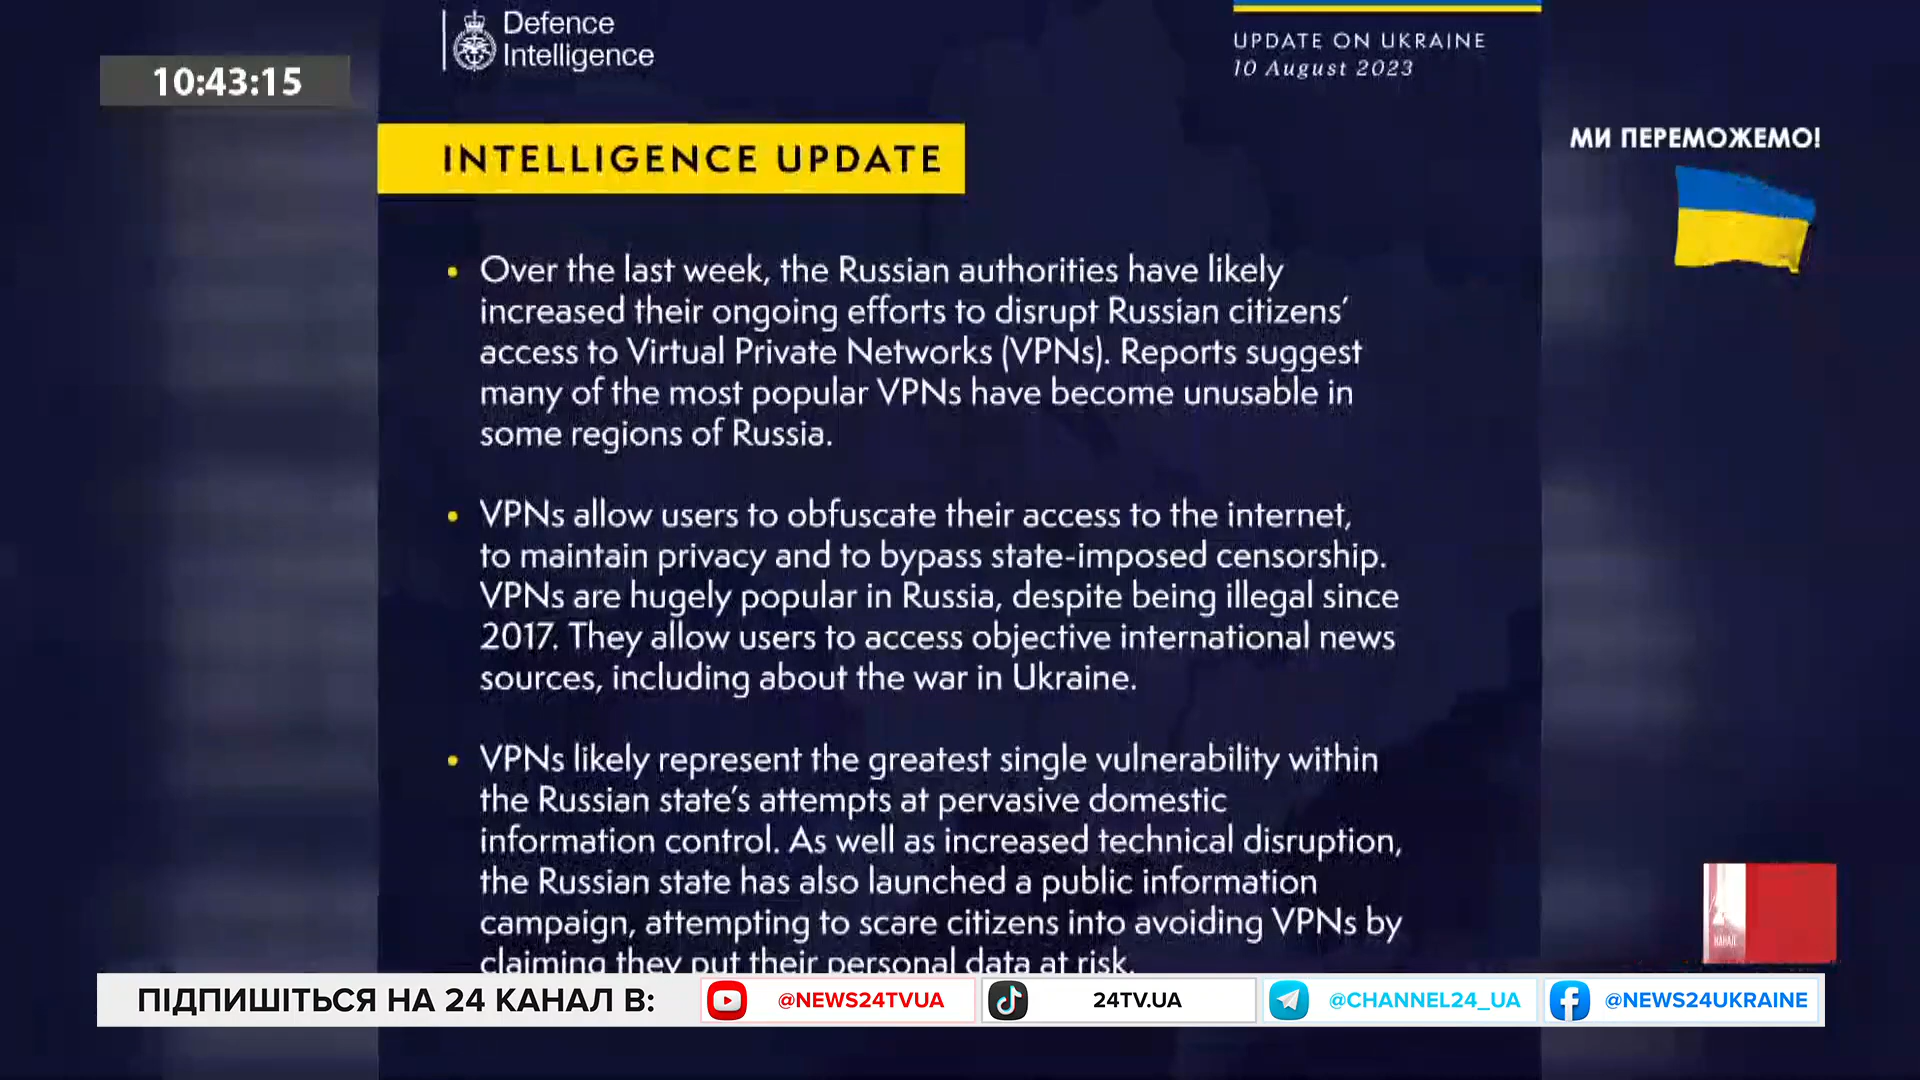 Defence
Intelligence
UPDATE ON UKRAINE
10 August 2023
10:43:15
МИ ПЕРЕМОЖЕМО!
INTELLIGENCE UPDATE
• Over the last week, the Russian authorities have likely
increased their ongoing efforts to disrupt Russian citizens’
access to Virtual Private Networks (VPNs). Reports suggest
many of the most popular VPNs have become unusable in
some regions of Russia.
• VPNs allow users to obfuscate their access to the internet,
to maintain privacy and to bypass state-imposed censorship.
VPNs are hugely popular in Russia, despite being illegal since
2017. They allow users to access objective international news
sources, including about the war in Ukraine.
• VPNs likely represent the greatest single vulnerability within
the Russian state’s attempts at pervasive domestic
information control. As well as increased technical disruption,
the Russian state has also launched a public information
campaign, attempting to scare citizens into avoiding VPNs by
claiming they put their personal data at risk.
КАНАЛ
ПІДПИШІТЬСЯ НА 24 КАНАЛ В:
@NEWS24TVUA
24TV.UA
@CHANNEL24_UA
@NEWS24UKRAINE